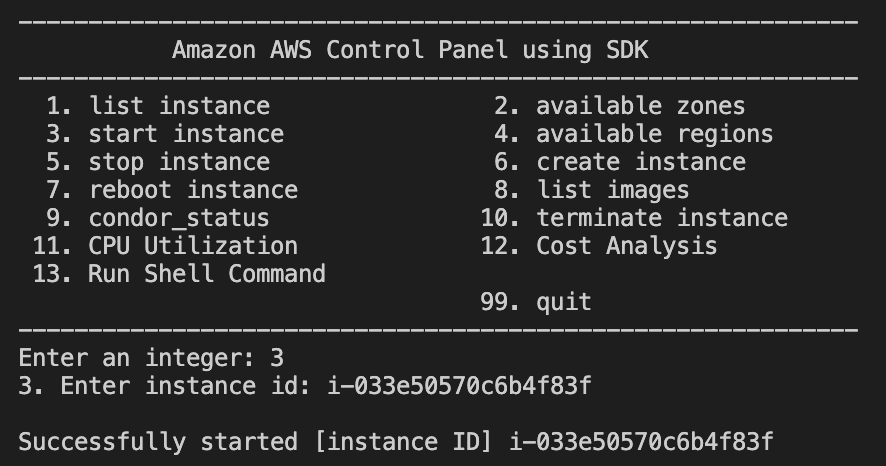 ------------------------------------------------------------
Amazon AWS Control Panel using SDK
------------------------------------------------------------
1. list instance 2. available zones
3. start instance 4. available regions
5. stop instance 6. create instance
7. reboot instance 8. list images
9. condor_status 10. terminate instance
11. CPU Utilization 12. Cost Analysis
13. Run Shell Command
99. quit
------------------------------------------------------------
Enter an integer: 3
3. Enter instance id: i-033e50570c6b4f83f
Successfully started [instance ID] i-033e50570c6b4f83f